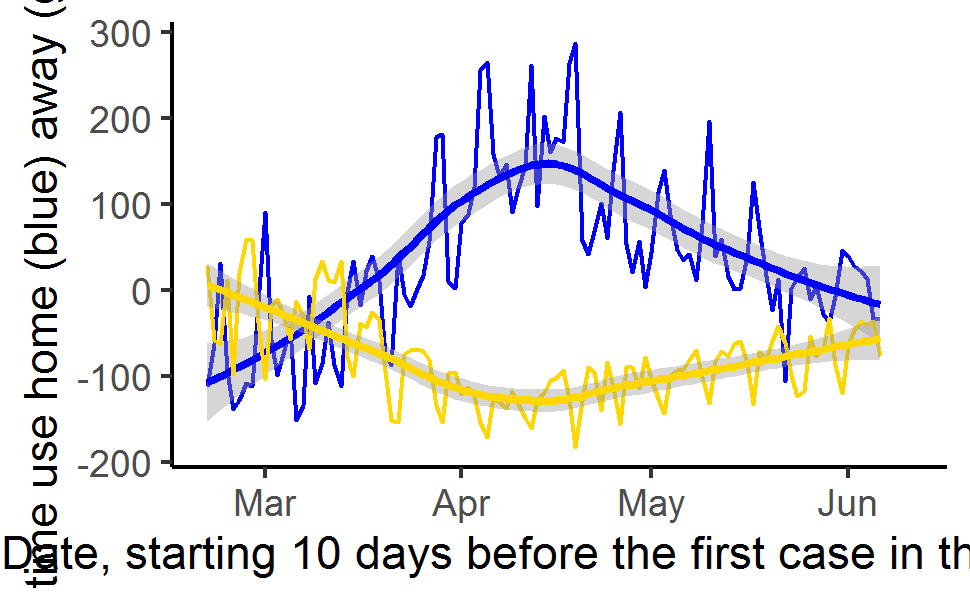 time use home (blue) away (g
300
200
100
0
-100
-200
Mar Apr May Jun
Date, starting 10 days before the first case in th